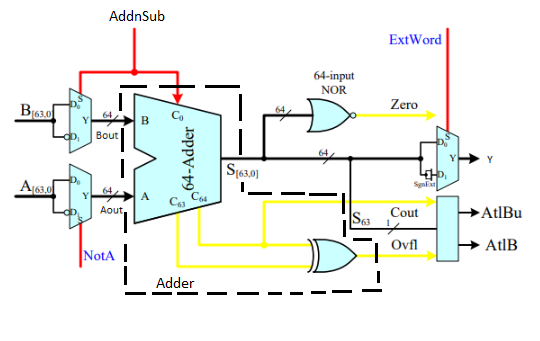 AddnSub
ExtWord
64-input
NOR
B[63,0]
D0
S
Y
D1
64
Bout
B
C0
64-Adder
64
Zero
S
D0
Y
D1
SgnExt
Y
S[63,0]
64
A[63,0]
D0
Y
D1
S
64
Aout
A
C63
C64
S63
1
Cout
Ovfl
AtlBu
AtlB
NotA
Adder